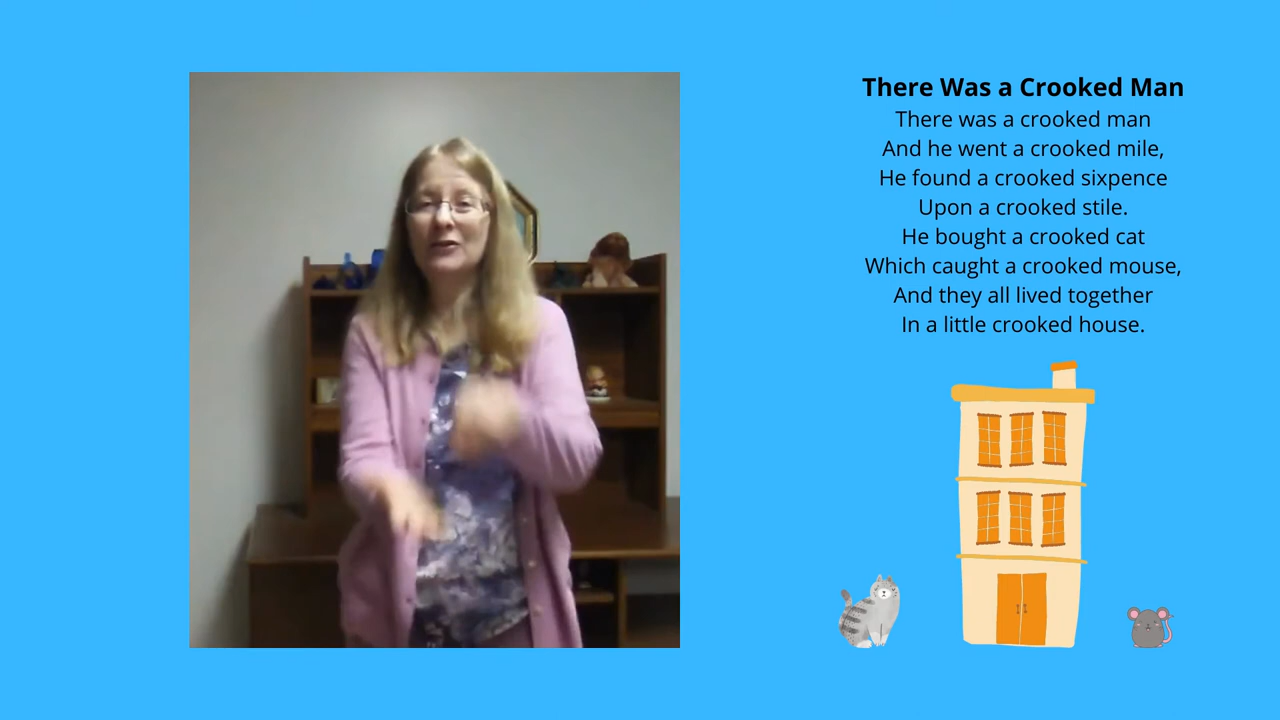 There Was a Crooked Man
There was a crooked man
And he went a crooked mile,
He found a crooked sixpence
Upon a crooked stile.
He bought a crooked cat
Which caught a crooked mouse,
And they all lived together
In a little crooked house.